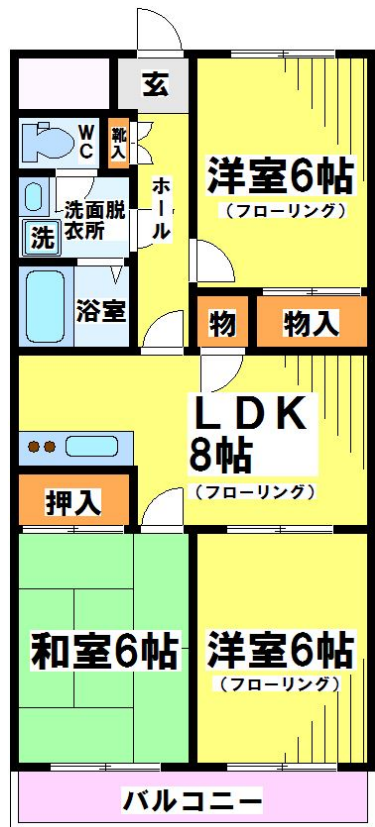 玄
WC
靴入
洋室6帖
(フローリング)
ホール
洗面脱
衣所
洗
浴室
物
物入
LDK
8帖
(フローリング)
押入
和室6帖
洋室6帖
(フローリング)
バルコニー